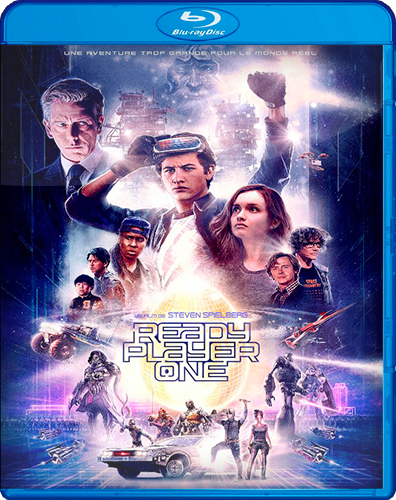 Blu-ray Disc
UNE AVENTURE TROP GRANDE POUR LE MONDE RÉEL
UN FILM DE STEVEN SPIELBERG
READY
PLAYER
ONE